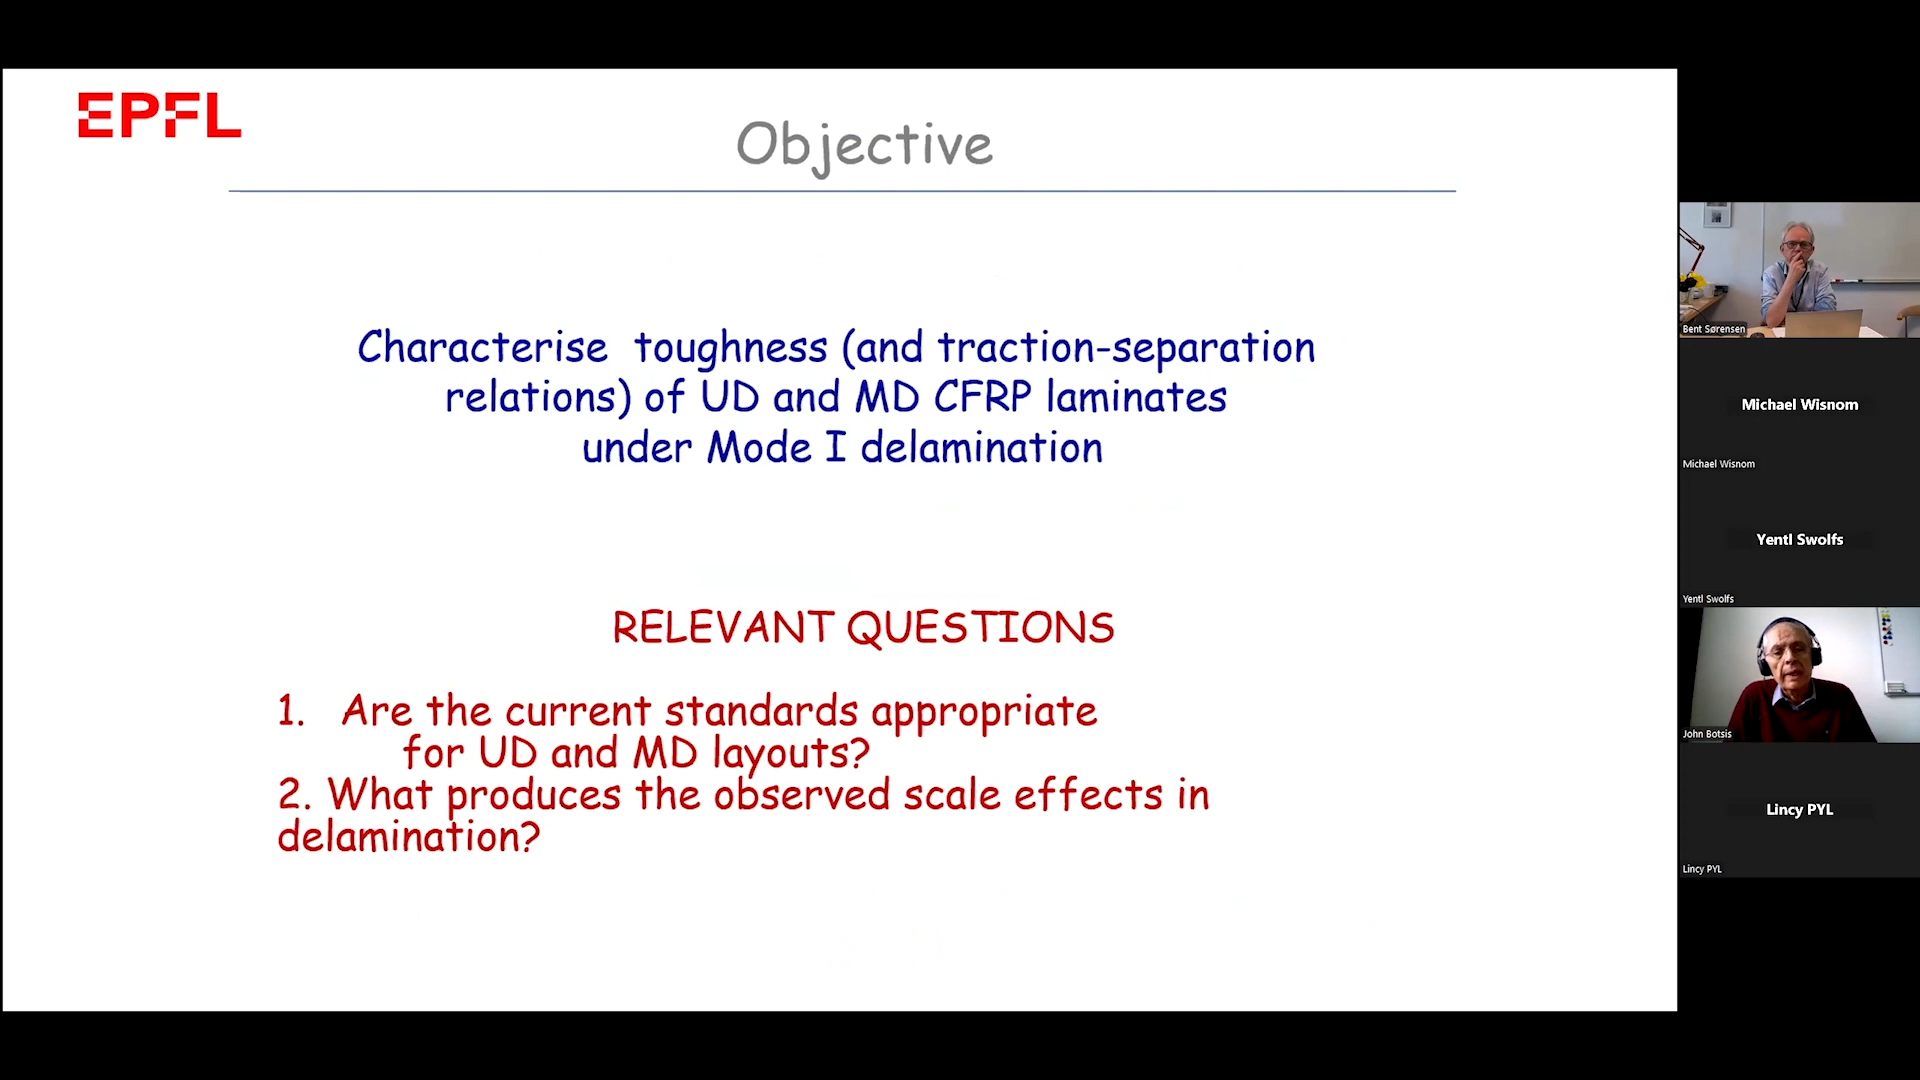 EPFL
Objective
Characterise toughness (and traction-separation
relations) of UD and MD CFRP laminates
under Mode I delamination
RELEVANT QUESTIONS
1. Are the current standards appropriate
for UD and MD layouts?
2. What produces the observed scale effects in
delamination?
Bent Sørensen
Michael Wisnom
Michael Wisnom
Yentl Swolfs
Yentl Swolfs
John Botsis
Lincy PYL
Lincy PYL